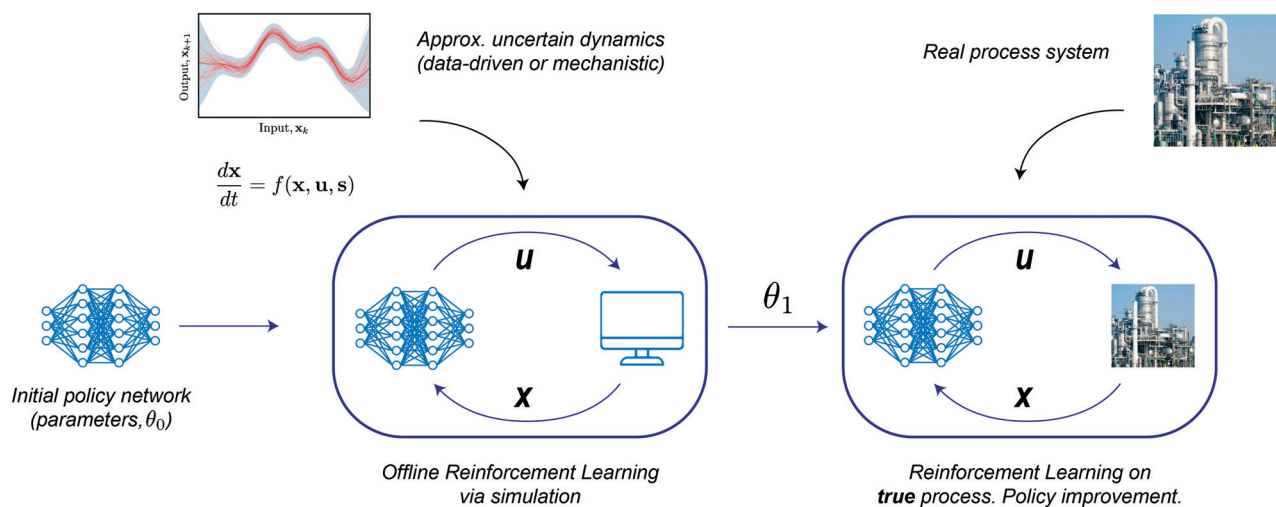 Output, x_{k+1}
Input, x_k
Approx. uncertain dynamics
(data-driven or mechanistic)
Real process system
dx/dt = f(x, u, s)
u
x
θ_1
u
x
Initial policy network
(parameters, θ_0)
Offline Reinforcement Learning
via simulation
Reinforcement Learning on
true process. Policy improvement.